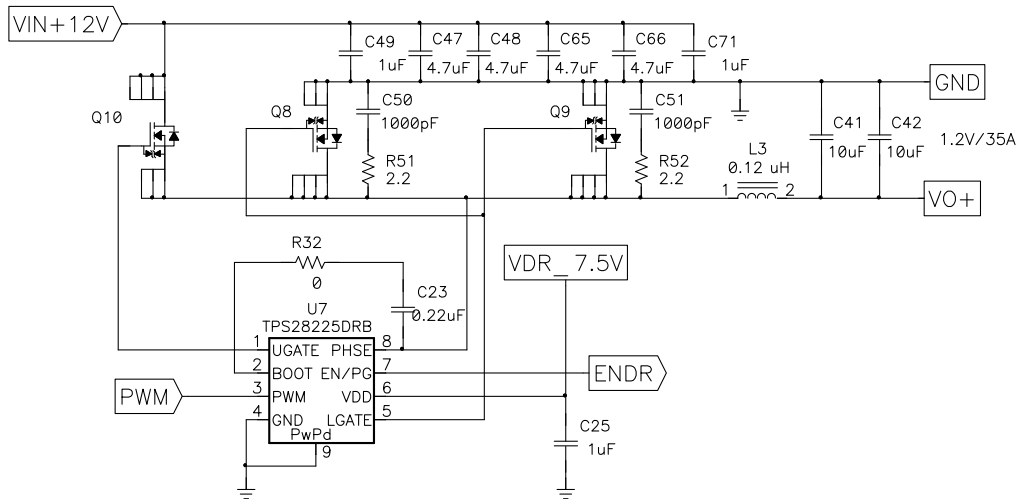 VIN+12V
C49
1uF
C47
4.7uF
C48
4.7uF
C65
4.7uF
C66
4.7uF
C71
1uF
GND
Q10
Q8
C50
1000pF
R51
2.2
Q9
C51
1000pF
R52
2.2
C41
10uF
C42
10uF
1.2V/35A
L3
0.12 uH
1
2
VO+
R32
0
C23
0.22uF
VDR_ 7.5V
U7
TPS28225DRB
1
UGATE
PHSE
8
2
BOOT
EN/PG
7
ENDR
PWM
3
PWM
VDD
6
4
GND
LGATE
5
PwPd
9
C25
1uF